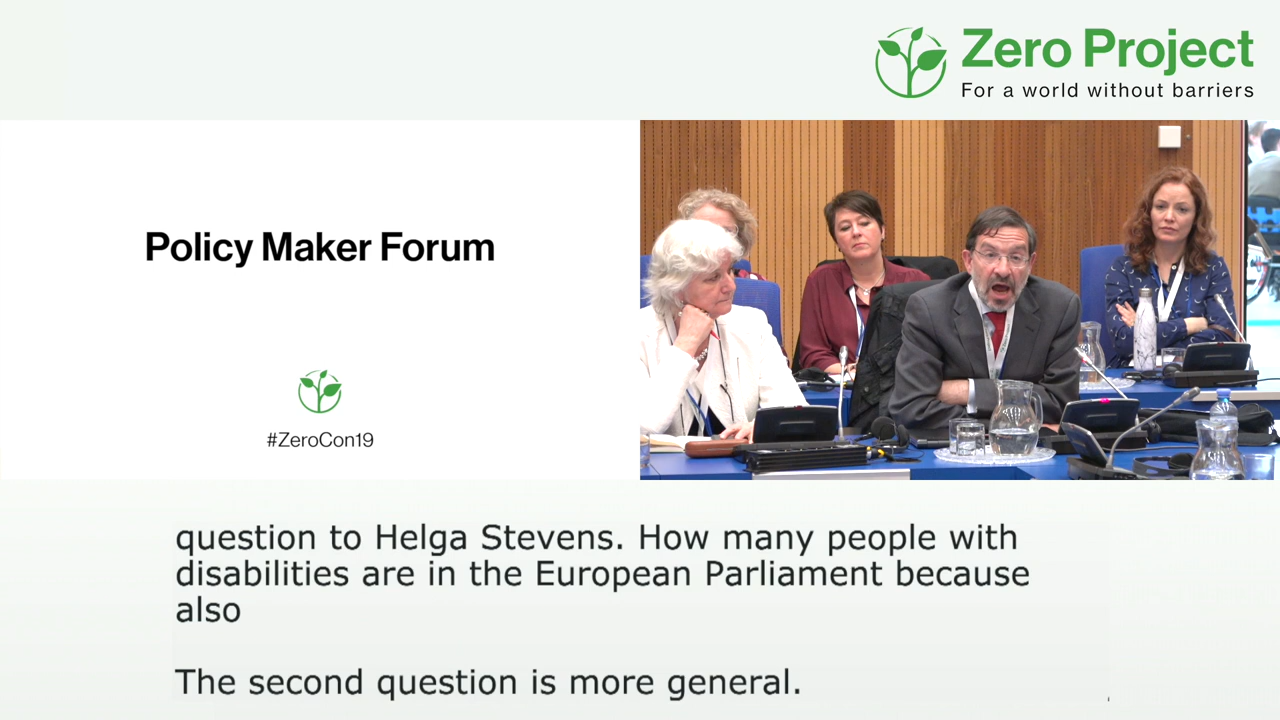 Zero Project
For a world without barriers
Policy Maker Forum
#ZeroCon19
question to Helga Stevens. How many people with
disabilities are in the European Parliament because
also
The second question is more general.